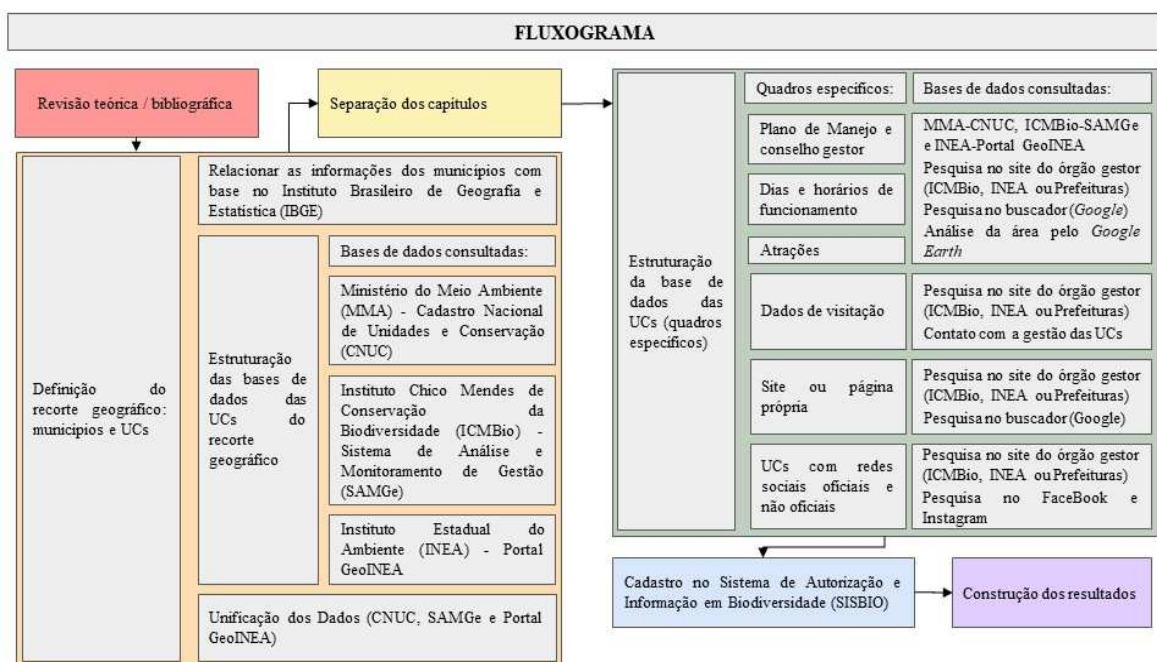 FLUXOGRAMA
Revisão teórica / bibliográfica
Definição do
recorte geográfico:
municípios e UCs
Relacionar as informações dos municípios com
base no Instituto Brasileiro de Geografia e
Estatística (IBGE)
Estruturação
das bases de
dados das
UCs do
recorte
geográfico
Bases de dados consultadas:
Ministério do Meio Ambiente
(MMA) - Cadastro Nacional
de Unidades e Conservação
(CNUC)
Instituto Chico Mendes de
Conservação da
Biodiversidade (ICMBio) -
Sistema de Análise e
Monitoramento de Gestão
(SAMGe)
Instituto Estadual do
Ambiente (INEA) - Portal
GeoINEA
Unificação dos Dados (CNUC, SAMGe e Portal
GeoINEA)
Separação dos capítulos
Estruturação
da base de
dados das
UCs (quadros
específicos)
Quadros específicos:
Bases de dados consultadas:
Plano de Manejo e
conselho gestor
Dias e horários de
funcionamento
Atrações
MMA-CNUC, ICMBio-SAMGe
e INEA-Portal GeoINEA
Pesquisa no site do órgão gestor
(ICMBio, INEA ou Prefeituras)
Pesquisa no buscador (Google)
Análise da área pelo Google
Earth
Dados de visitação
Pesquisa no site do órgão gestor
(ICMBio, INEA ou Prefeituras)
Contato com a gestão das UCs
Site ou página
própria
Pesquisa no site do órgão gestor
(ICMBio, INEA ou Prefeituras)
Pesquisa no buscador (Google)
UCs com redes
sociais oficiais e
não oficiais
Pesquisa no site do órgão gestor
(ICMBio, INEA ou Prefeituras)
Pesquisa no FaceBook e
Instagram
Cadastro no Sistema de Autorização e
Informação em Biodiversidade (SISBIO)
Construção dos resultados